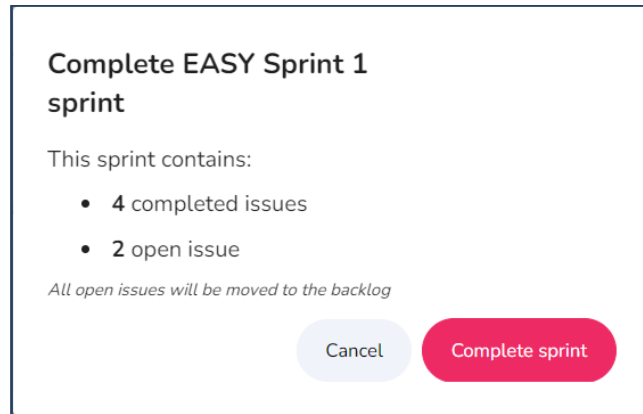 Complete EASY Sprint 1
sprint
This sprint contains:
4 completed issues
2 open issue
All open issues will be moved to the backlog
Cancel Complete sprint